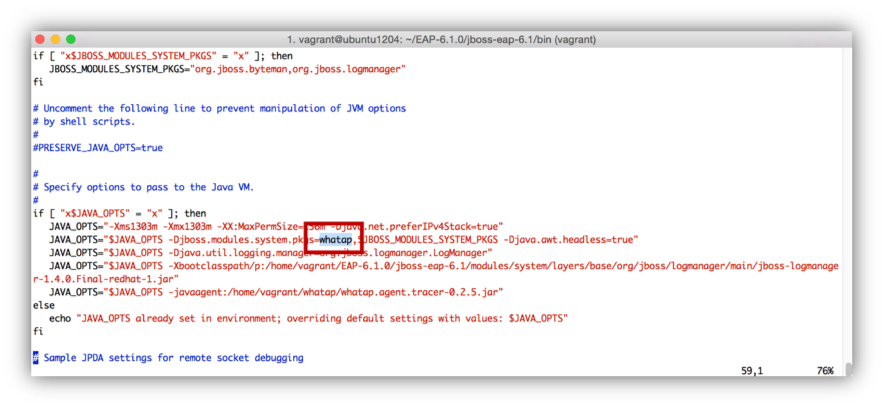 1. vagrant@ubuntu1204: ~/EAP-6.1.0/jboss-eap-6.1/bin (vagrant)
if [ "x$JBOSS_MODULES_SYSTEM_PKGS" = "x" ]; then
   JBOSS_MODULES_SYSTEM_PKGS="org.jboss.byteman,org.jboss.logmanager"
fi
# Uncomment the following line to prevent manipulation of JVM options
# by shell scripts.
#
#PRESERVE_JAVA_OPTS=true
#
# Specify options to pass to the Java VM.
#
if [ "x$JAVA_OPTS" = "x" ]; then
   JAVA_OPTS="-Xms1303m -Xmx1303m -XX:MaxPermSize= 56m -Djava.net.preferIPv4Stack=true"
   JAVA_OPTS="$JAVA_OPTS -Djboss.modules.system.pkgs=whatap,$JBOSS_MODULES_SYSTEM_PKGS -Djava.awt.headless=true"
   JAVA_OPTS="$JAVA_OPTS -Djava.util.logging.manager=org.jboss.logmanager.LogManager"
   JAVA_OPTS="$JAVA_OPTS -Xbootclasspath/p:/home/vagrant/EAP-6.1.0/jboss-eap-6.1/modules/system/layers/base/org/jboss/logmanager/main/jboss-logmanage
r-1.4.0.Final-redhat-1.jar"
   JAVA_OPTS="$JAVA_OPTS -javaagent:/home/vagrant/whatap/whatap.agent.tracer-0.2.5.jar"
else
   echo "JAVA_OPTS already set in environment; overriding default settings with values: $JAVA_OPTS"
fi
# Sample JPDA settings for remote socket debugging
59,1 76%